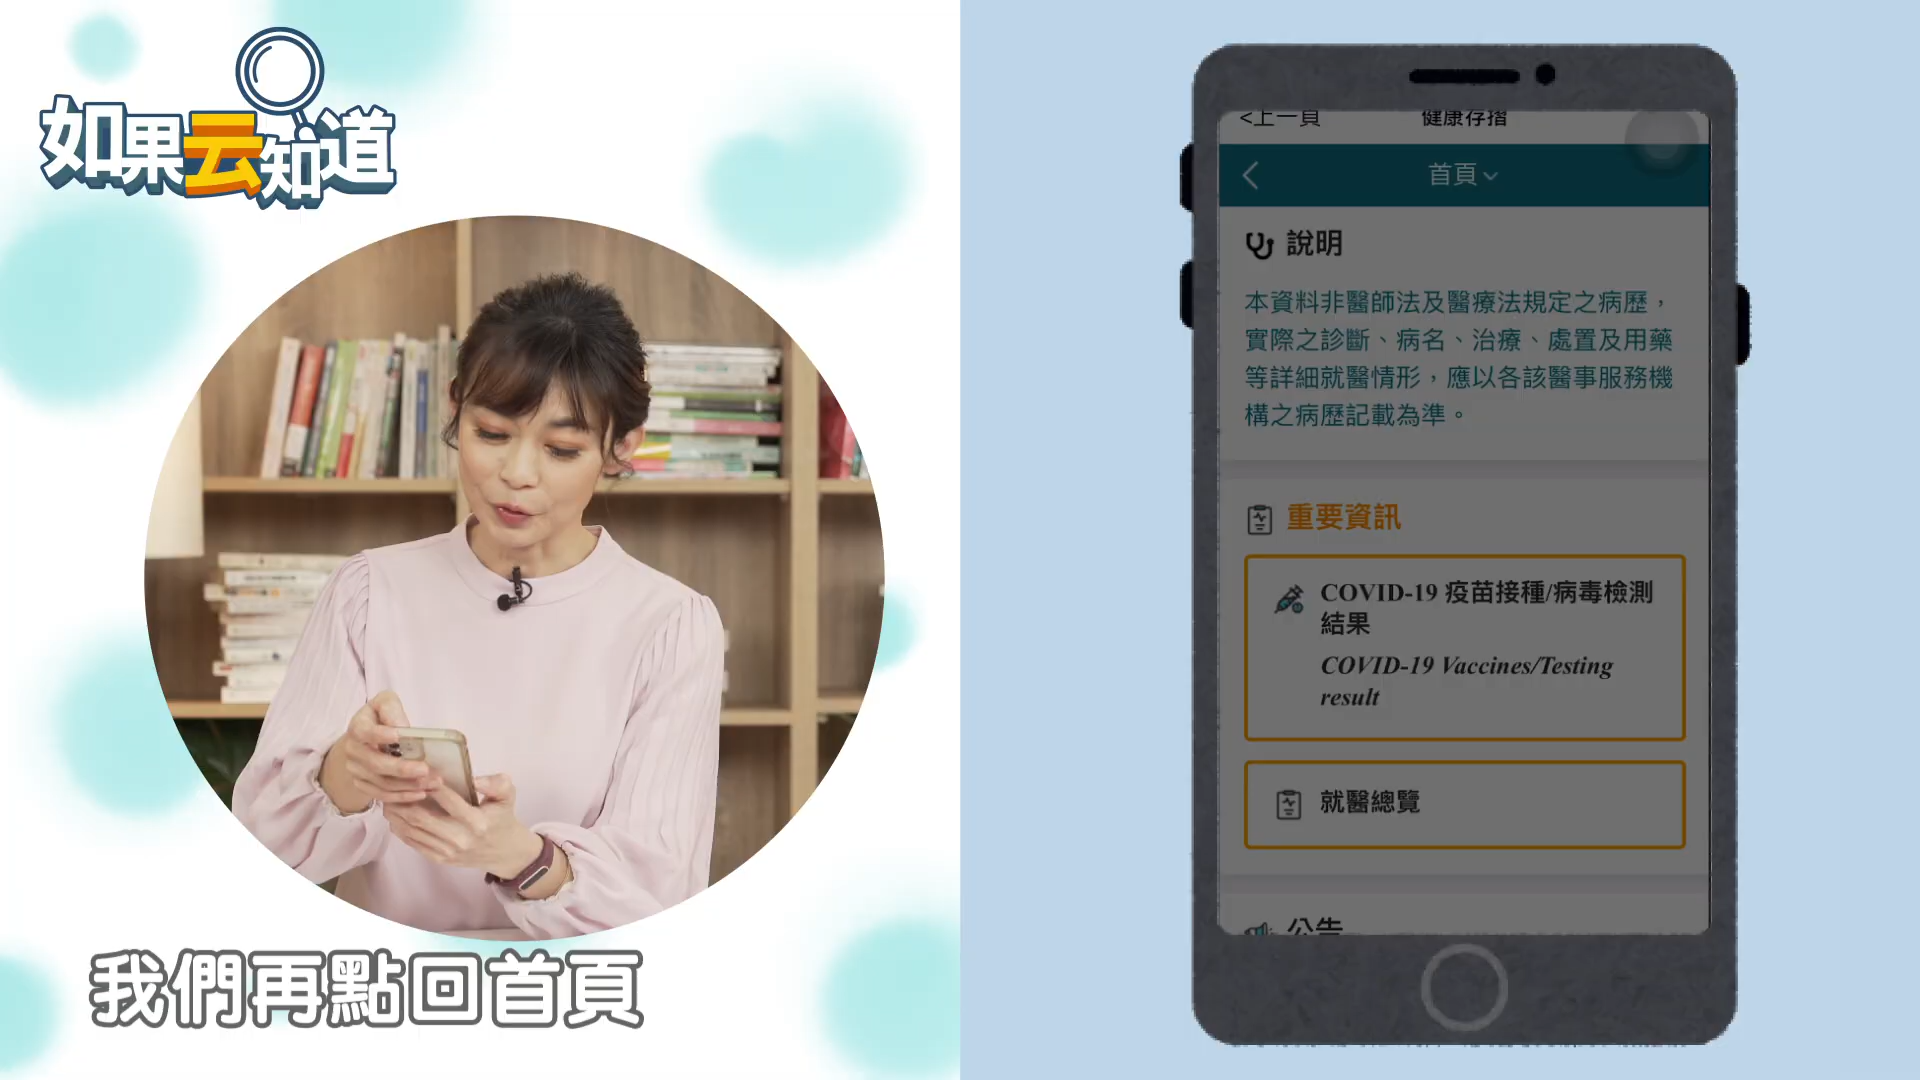 如果云知道
我們再點回首頁
<上一頁
健康存摺
首頁
說明
本資料非醫師法及醫療法規定之病歷，
實際之診斷、病名、治療、處置及用藥
等詳細就醫情形，應以各該醫事服務機
構之病歷記載為準。
重要資訊
COVID-19 疫苗接種/病毒檢測
結果
COVID-19 Vaccines/Testing
result
就醫總覽
公告